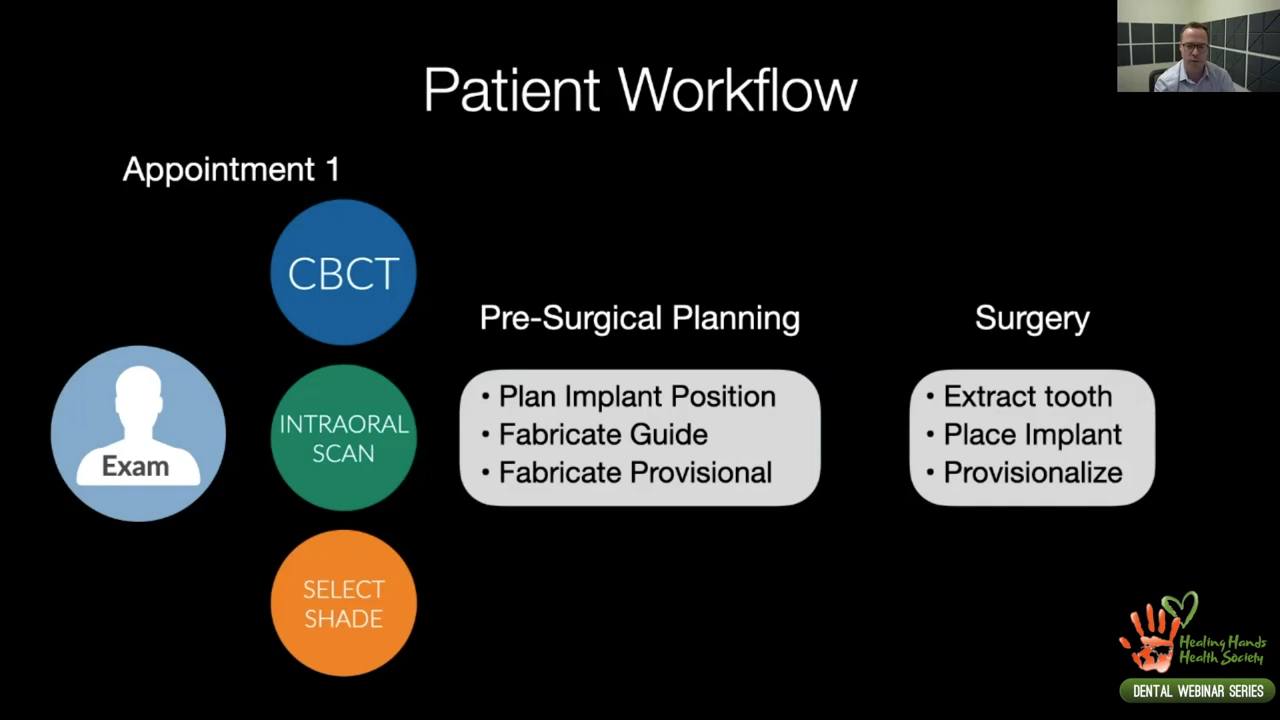 Patient Workflow
Appointment 1
CBCT
Exam
INTRAORAL
SCAN
SELECT
SHADE
Pre-Surgical Planning
• Plan Implant Position
• Fabricate Guide
• Fabricate Provisional
Surgery
• Extract tooth
• Place Implant
• Provisionalize
Healing Hands
Health Society
DENTAL WEBINAR SERIES